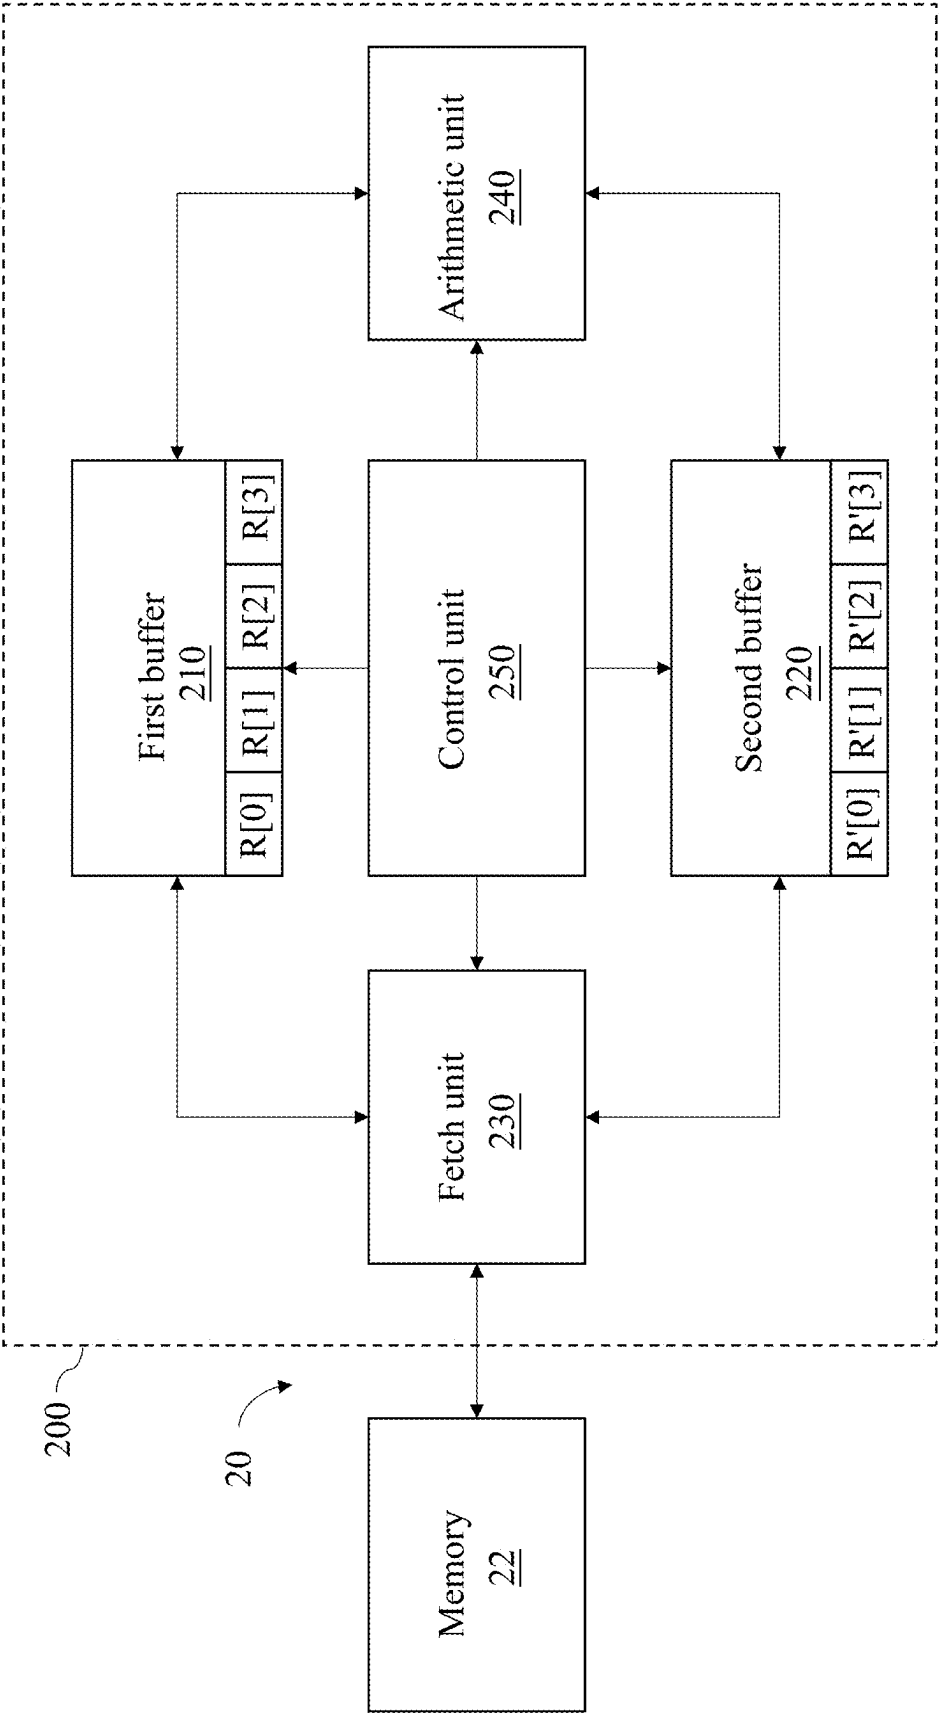 200
20
Memory
22
Fetch unit
230
First buffer
210
R[0] R[1] R[2] R[3]
Control unit
250
Second buffer
220
R'[0] R'[1] R'[2] R'[3]
Arithmetic unit
240